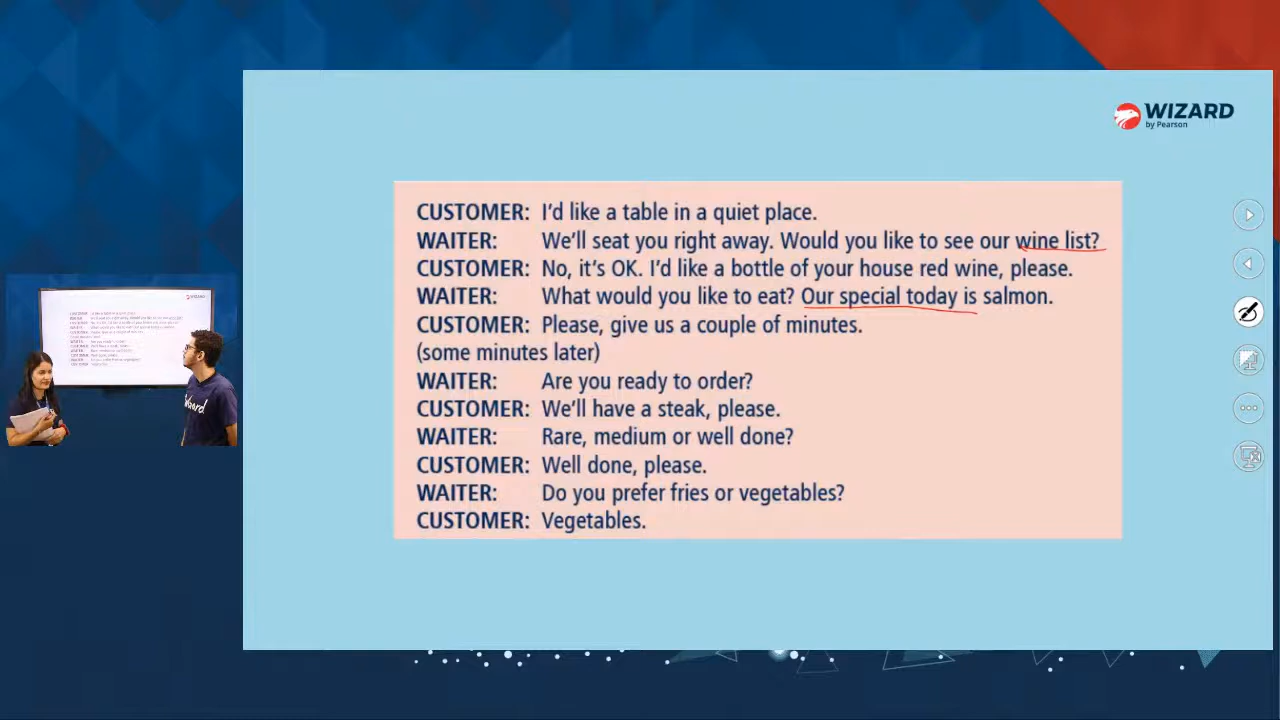 WIZARD
by Pearson
CUSTOMER: I'd like a table in a quiet place.
WAITER: We'll seat you right away. Would you like to see our wine list?
CUSTOMER: No, it's OK. I'd like a bottle of your house red wine, please.
WAITER: What would you like to eat? Our special today is salmon.
CUSTOMER: Please, give us a couple of minutes.
(some minutes later)
WAITER: Are you ready to order?
CUSTOMER: We'll have a steak, please.
WAITER: Rare, medium or well done?
CUSTOMER: Well done, please.
WAITER: Do you prefer fries or vegetables?
CUSTOMER: Vegetables.